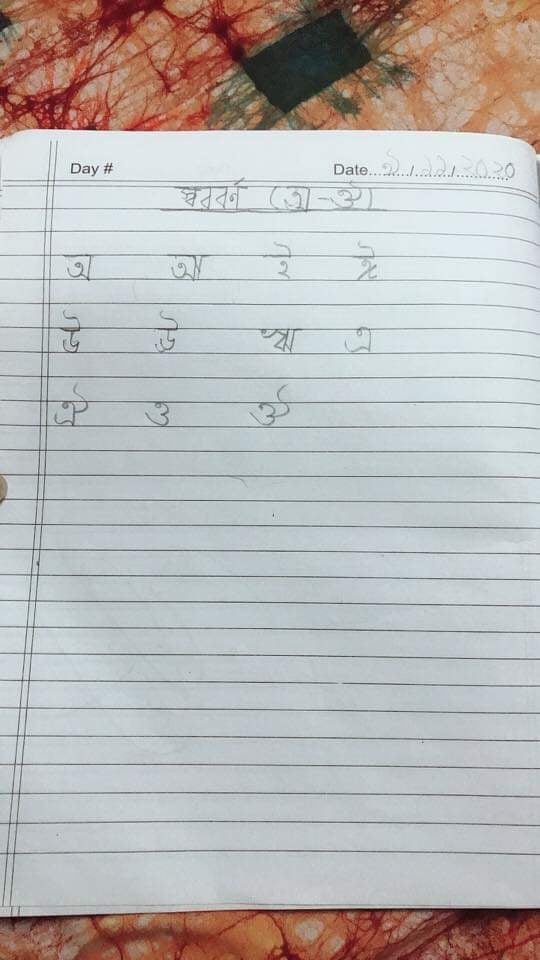 Day #
Date... ২.১১.২০২০
স্বরবর্ণ (অ-ঔ)
অ আ ই ঈ
উ ঊ ঋ এ
ঐ ও ঔ